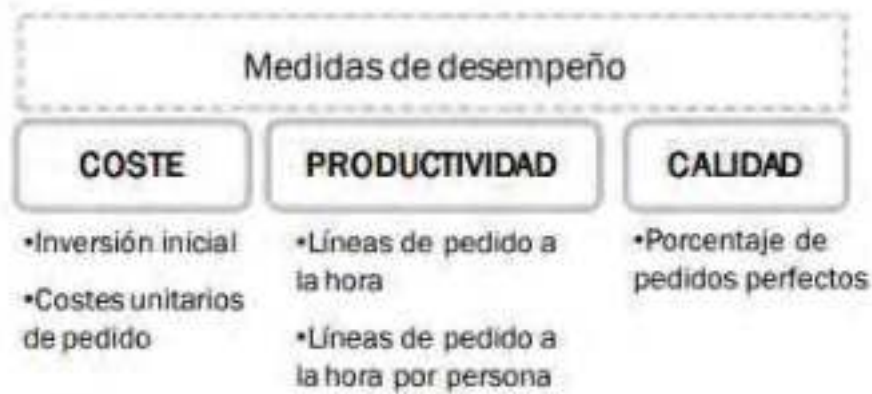 Medidas de desempeño
COSTE
PRODUCTIVIDAD
CALIDAD
•Inversión inicial
•Costes unitarios
de pedido
•Líneas de pedido a
la hora
•Líneas de pedido a
la hora por persona
•Porcentaje de
pedidos perfectos